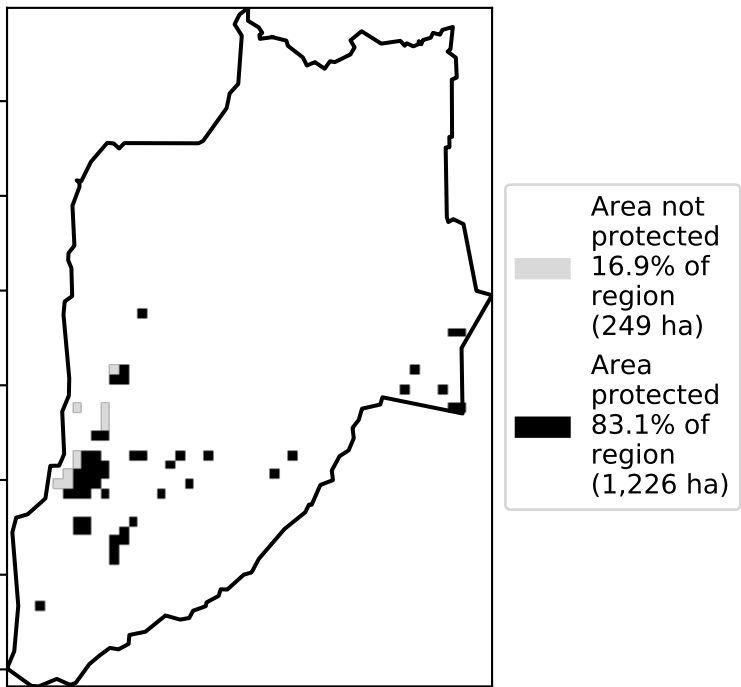 Area not
protected
16.9% of
region
(249 ha)
Area
protected
83.1% of
region
(1,226 ha)